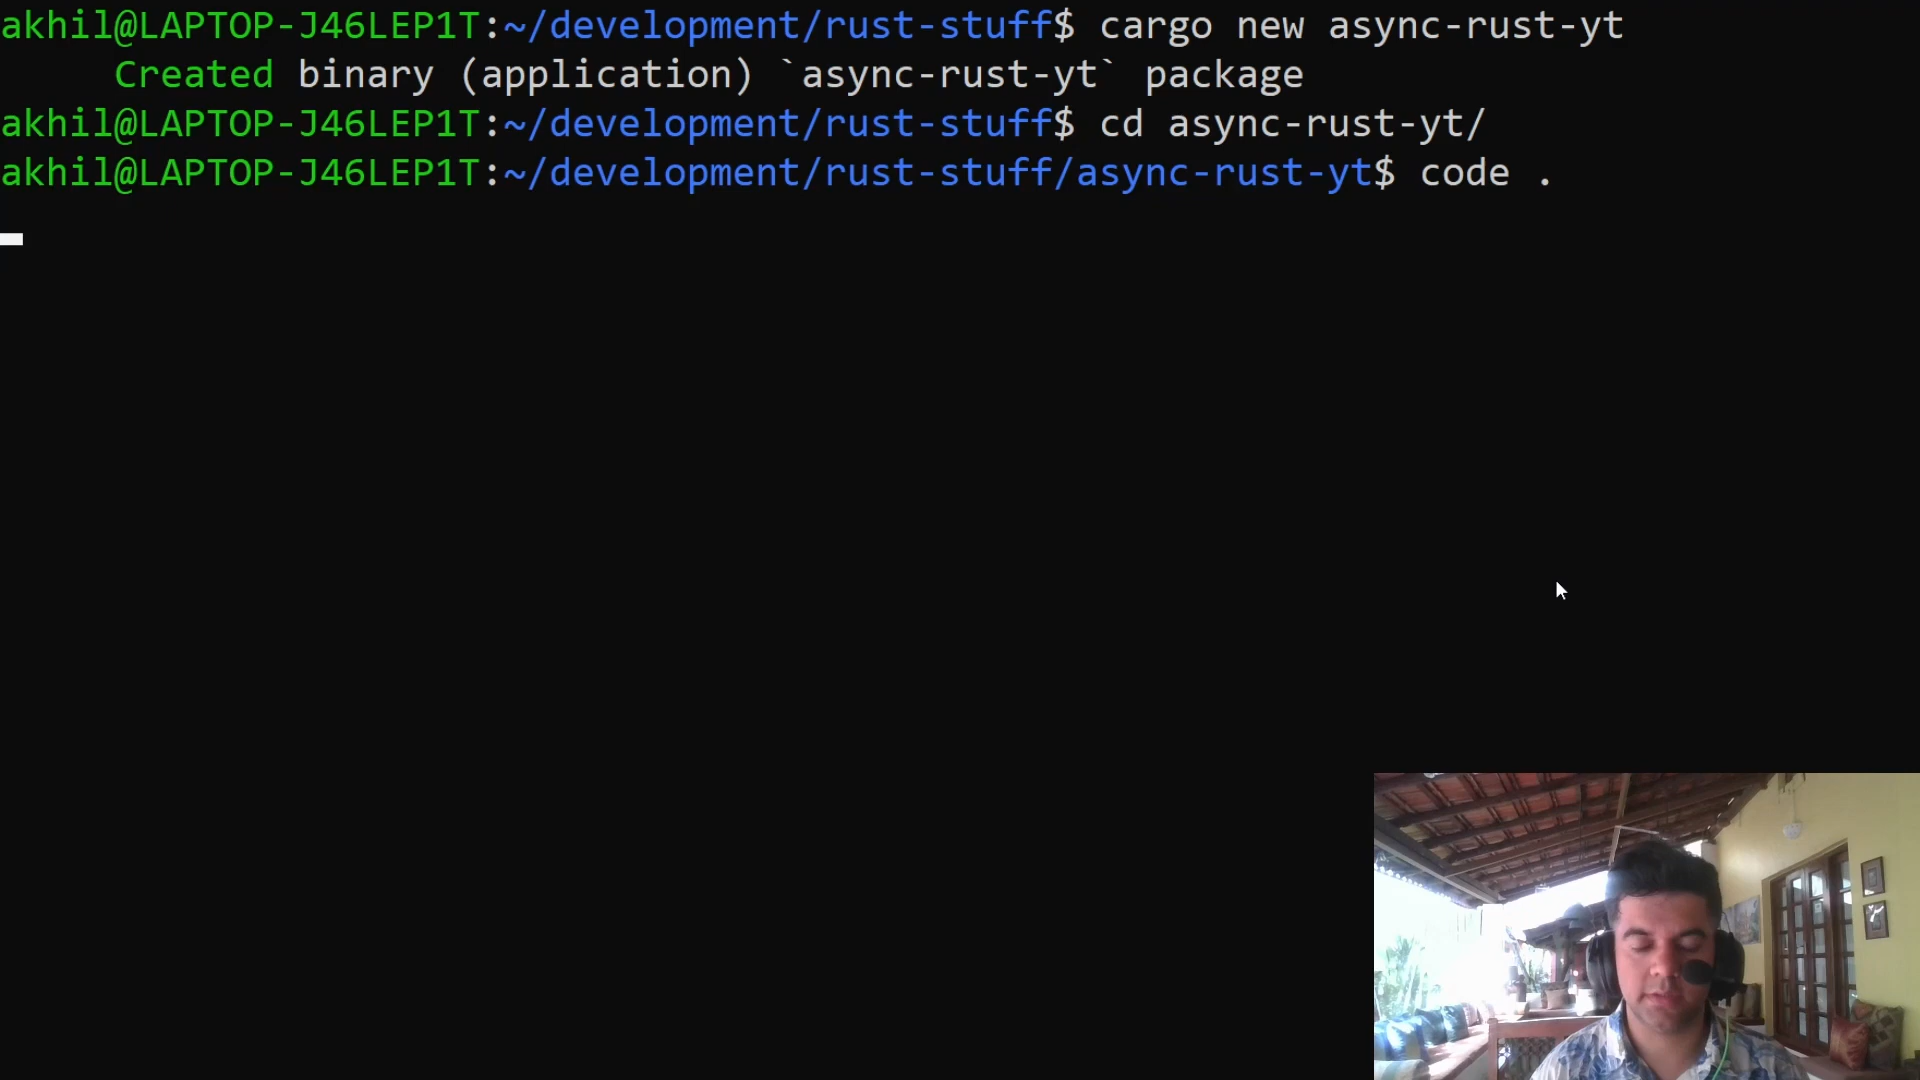 akhil@LAPTOP-J46LEP1T:~/development/rust-stuff$ cargo new async-rust-yt
     Created binary (application) `async-rust-yt` package
akhil@LAPTOP-J46LEP1T:~/development/rust-stuff$ cd async-rust-yt/
akhil@LAPTOP-J46LEP1T:~/development/rust-stuff/async-rust-yt$ code .